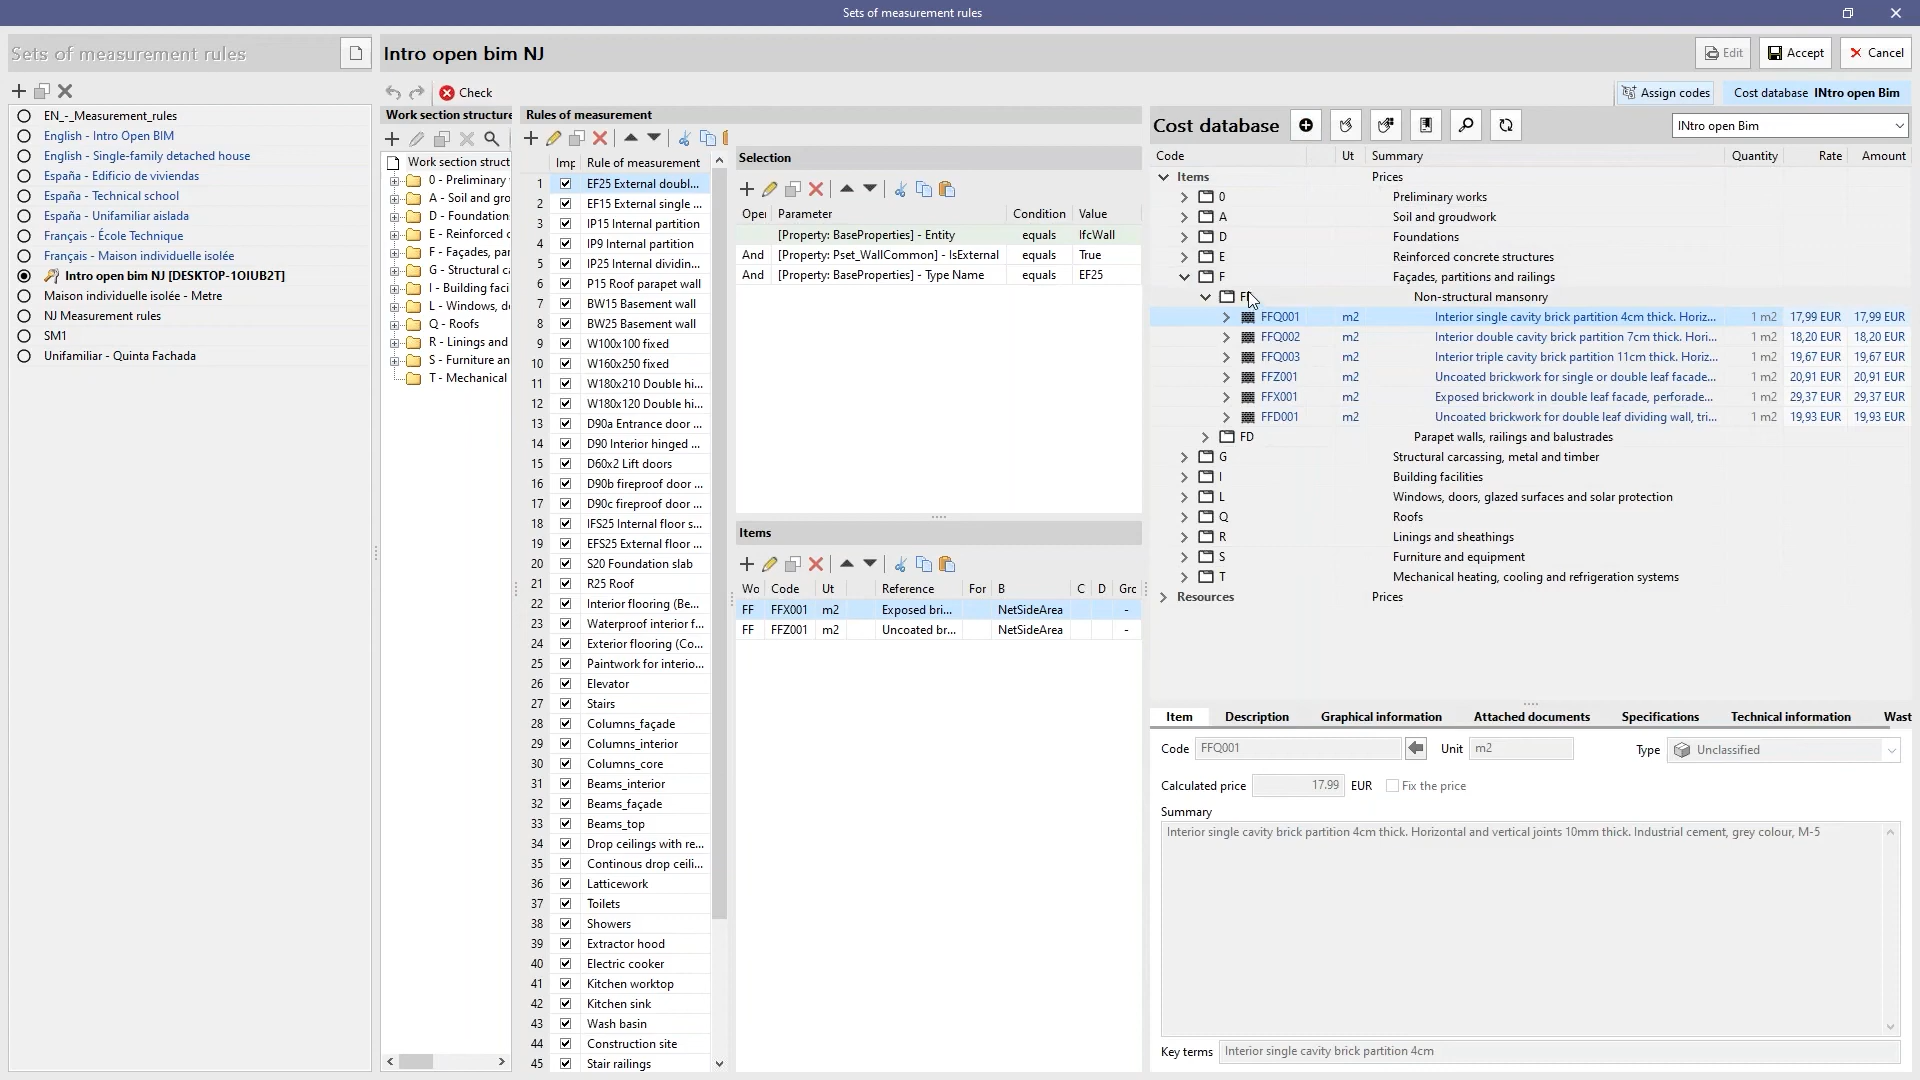 Sets of measurement rules
Sets of measurement rules
Intro open bim NJ
Edit
Accept
Cancel
Check
Assign codes
Cost database INtro open Bim
EN_-_Measurement_rules
English - Intro Open BIM
English - Single-family detached house
España - Edificio de viviendas
España - Technical school
España - Unifamiliar aislada
Français - École Technique
Français - Maison individuelle isolée
Intro open bim NJ [DESKTOP-1OIUB2T]
Maison individuelle isolée - Metre
NJ Measurement rules
SM1
Unifamiliar - Quinta Fachada
Work section structure
Work section struct
0 - Preliminary
A - Soil and gro
D - Foundation
E - Reinforced c
F - Façades, par
G - Structural ca
I - Building faci
L - Windows, do
Q - Roofs
R - Linings and
S - Furniture an
T - Mechanical
Rules of measurement
Imp Rule of measurement
1 EF25 External doubl...
2 EF15 External single ...
3 IP15 Internal partition
4 IP9 Internal partition
5 IP25 Internal dividin...
6 P15 Roof parapet wall
7 BW15 Basement wall
8 BW25 Basement wall
9 W100x100 fixed
10 W160x250 fixed
11 W180x210 Double hi...
12 W180x120 Double hi...
13 D90a Entrance door ...
14 D90 Interior hinged ...
15 D60x2 Lift doors
16 D90b fireproof door ...
17 D90c fireproof door ...
18 IFS25 Internal floor s...
19 EFS25 External floor ...
20 S20 Foundation slab
21 R25 Roof
22 Interior flooring (Be...
23 Waterproof interior f...
24 Exterior flooring (Co...
25 Paintwork for interio...
26 Elevator
27 Stairs
28 Columns_façade
29 Columns_interior
30 Columns_core
31 Beams_interior
32 Beams_façade
33 Beams_top
34 Drop ceilings with re...
35 Continous drop ceili...
36 Latticework
37 Toilets
38 Showers
39 Extractor hood
40 Electric cooker
41 Kitchen worktop
42 Kitchen sink
43 Wash basin
44 Construction site
45 Stair railings
Selection
Oper Parameter Condition Value
[Property: BaseProperties] - Entity equals IfcWall
And [Property: Pset_WallCommon] - IsExternal equals True
And [Property: BaseProperties] - Type Name equals EF25
Items
Wo Code Ut Reference For B C D Grc
FF FFX001 m2 Exposed bri... NetSideArea -
FF FFZ001 m2 Uncoated br... NetSideArea -
Cost database
INtro open Bim
Code Ut Summary Quantity Rate Amount
Items Prices
0 Preliminary works
A Soil and groundwork
D Foundations
E Reinforced concrete structures
F Façades, partitions and railings
Non-structural mansonry
FFQ001 m2 Interior single cavity brick partition 4cm thick. Horiz... 1 m2 17,99 EUR 17,99 EUR
FFQ002 m2 Interior double cavity brick partition 7cm thick. Hori... 1 m2 18,20 EUR 18,20 EUR
FFQ003 m2 Interior triple cavity brick partition 11cm thick. Horiz... 1 m2 19,67 EUR 19,67 EUR
FFZ001 m2 Uncoated brickwork for single or double leaf facade... 1 m2 20,91 EUR 20,91 EUR
FFX001 m2 Exposed brickwork in double leaf facade, perforade... 1 m2 29,37 EUR 29,37 EUR
FFD001 m2 Uncoated brickwork for double leaf dividing wall, tri... 1 m2 19,93 EUR 19,93 EUR
FD Parapet walls, railings and balustrades
G Structural carcassing, metal and timber
I Building facilities
L Windows, doors, glazed surfaces and solar protection
Q Roofs
R Linings and sheathings
S Furniture and equipment
T Mechanical heating, cooling and refrigeration systems
Resources Prices
Item Description Graphical information Attached documents Specifications Technical information Wast
Code FFQ001 Unit m2 Type Unclassified
Calculated price 17.99 EUR Fix the price
Summary
Interior single cavity brick partition 4cm thick. Horizontal and vertical joints 10mm thick. Industrial cement, grey colour, M-5
Key terms Interior single cavity brick partition 4cm